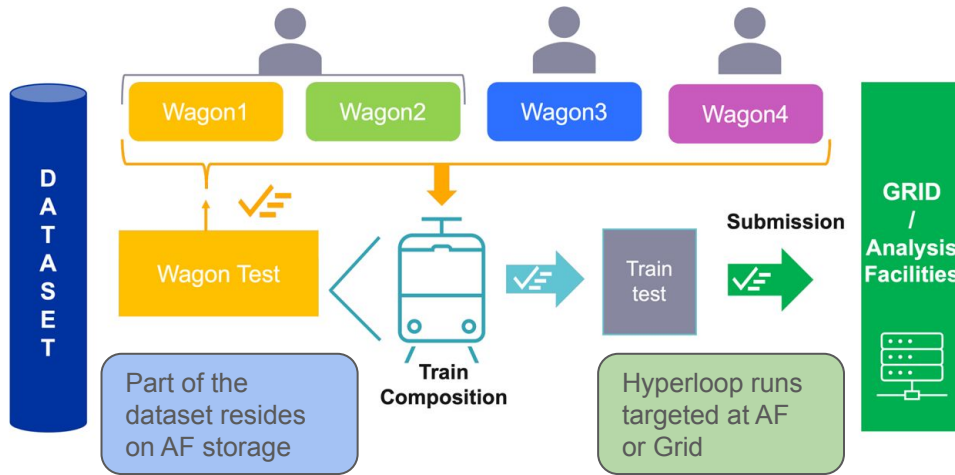 DATASET
Wagon1
Wagon2
Wagon3
Wagon4
Wagon Test
Train
Composition
Train
test
Submission
GRID
/
Analysis
Facilities
Part of the
dataset resides
on AF storage
Hyperloop runs
targeted at AF
or Grid